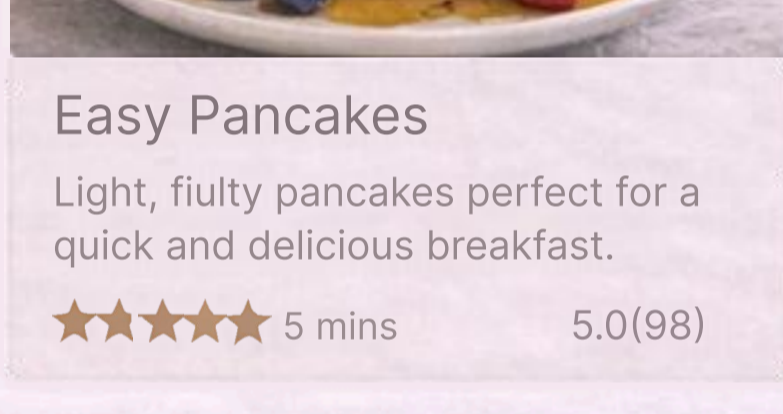 Easy Pancakes
Light, fiulty pancakes perfect for a
quick and delicious breakfast.
5 mins 5.0(98)